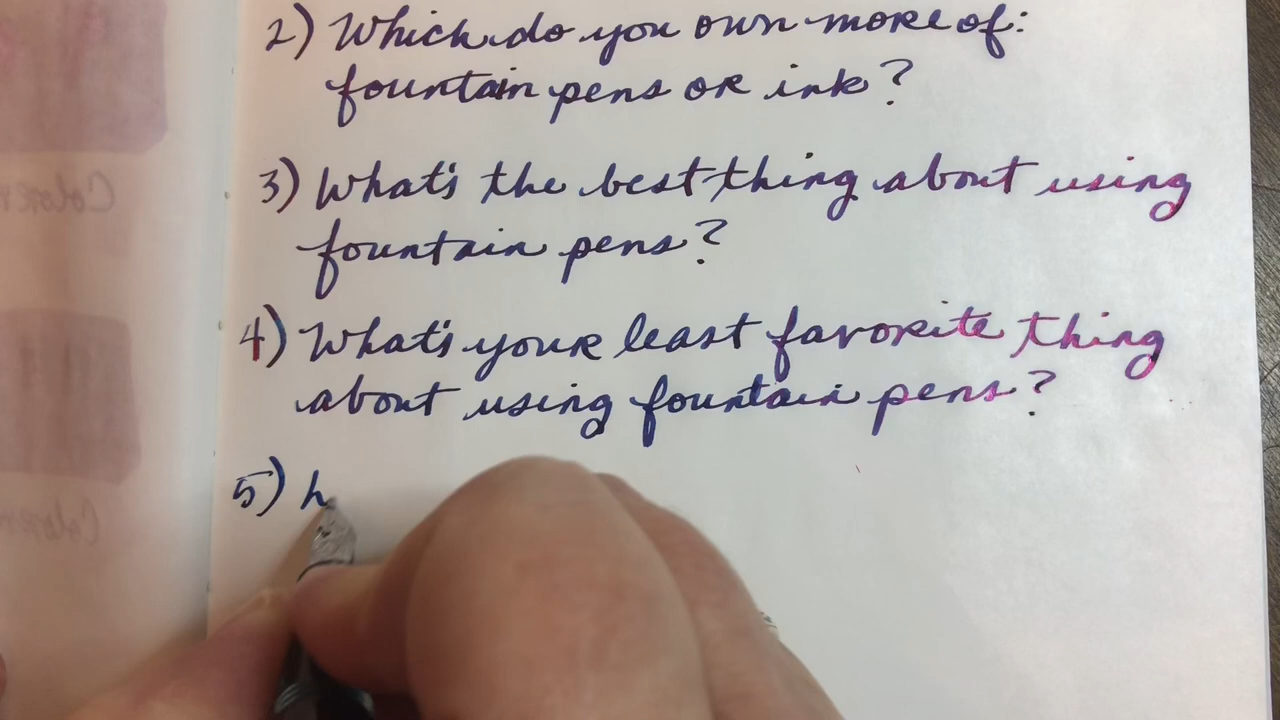 2) Which do you own more of:
fountain pens or ink?
3) What's the best thing about using
fountain pens?
4) What's your least favorite thing
about using fountain pens?
5) h